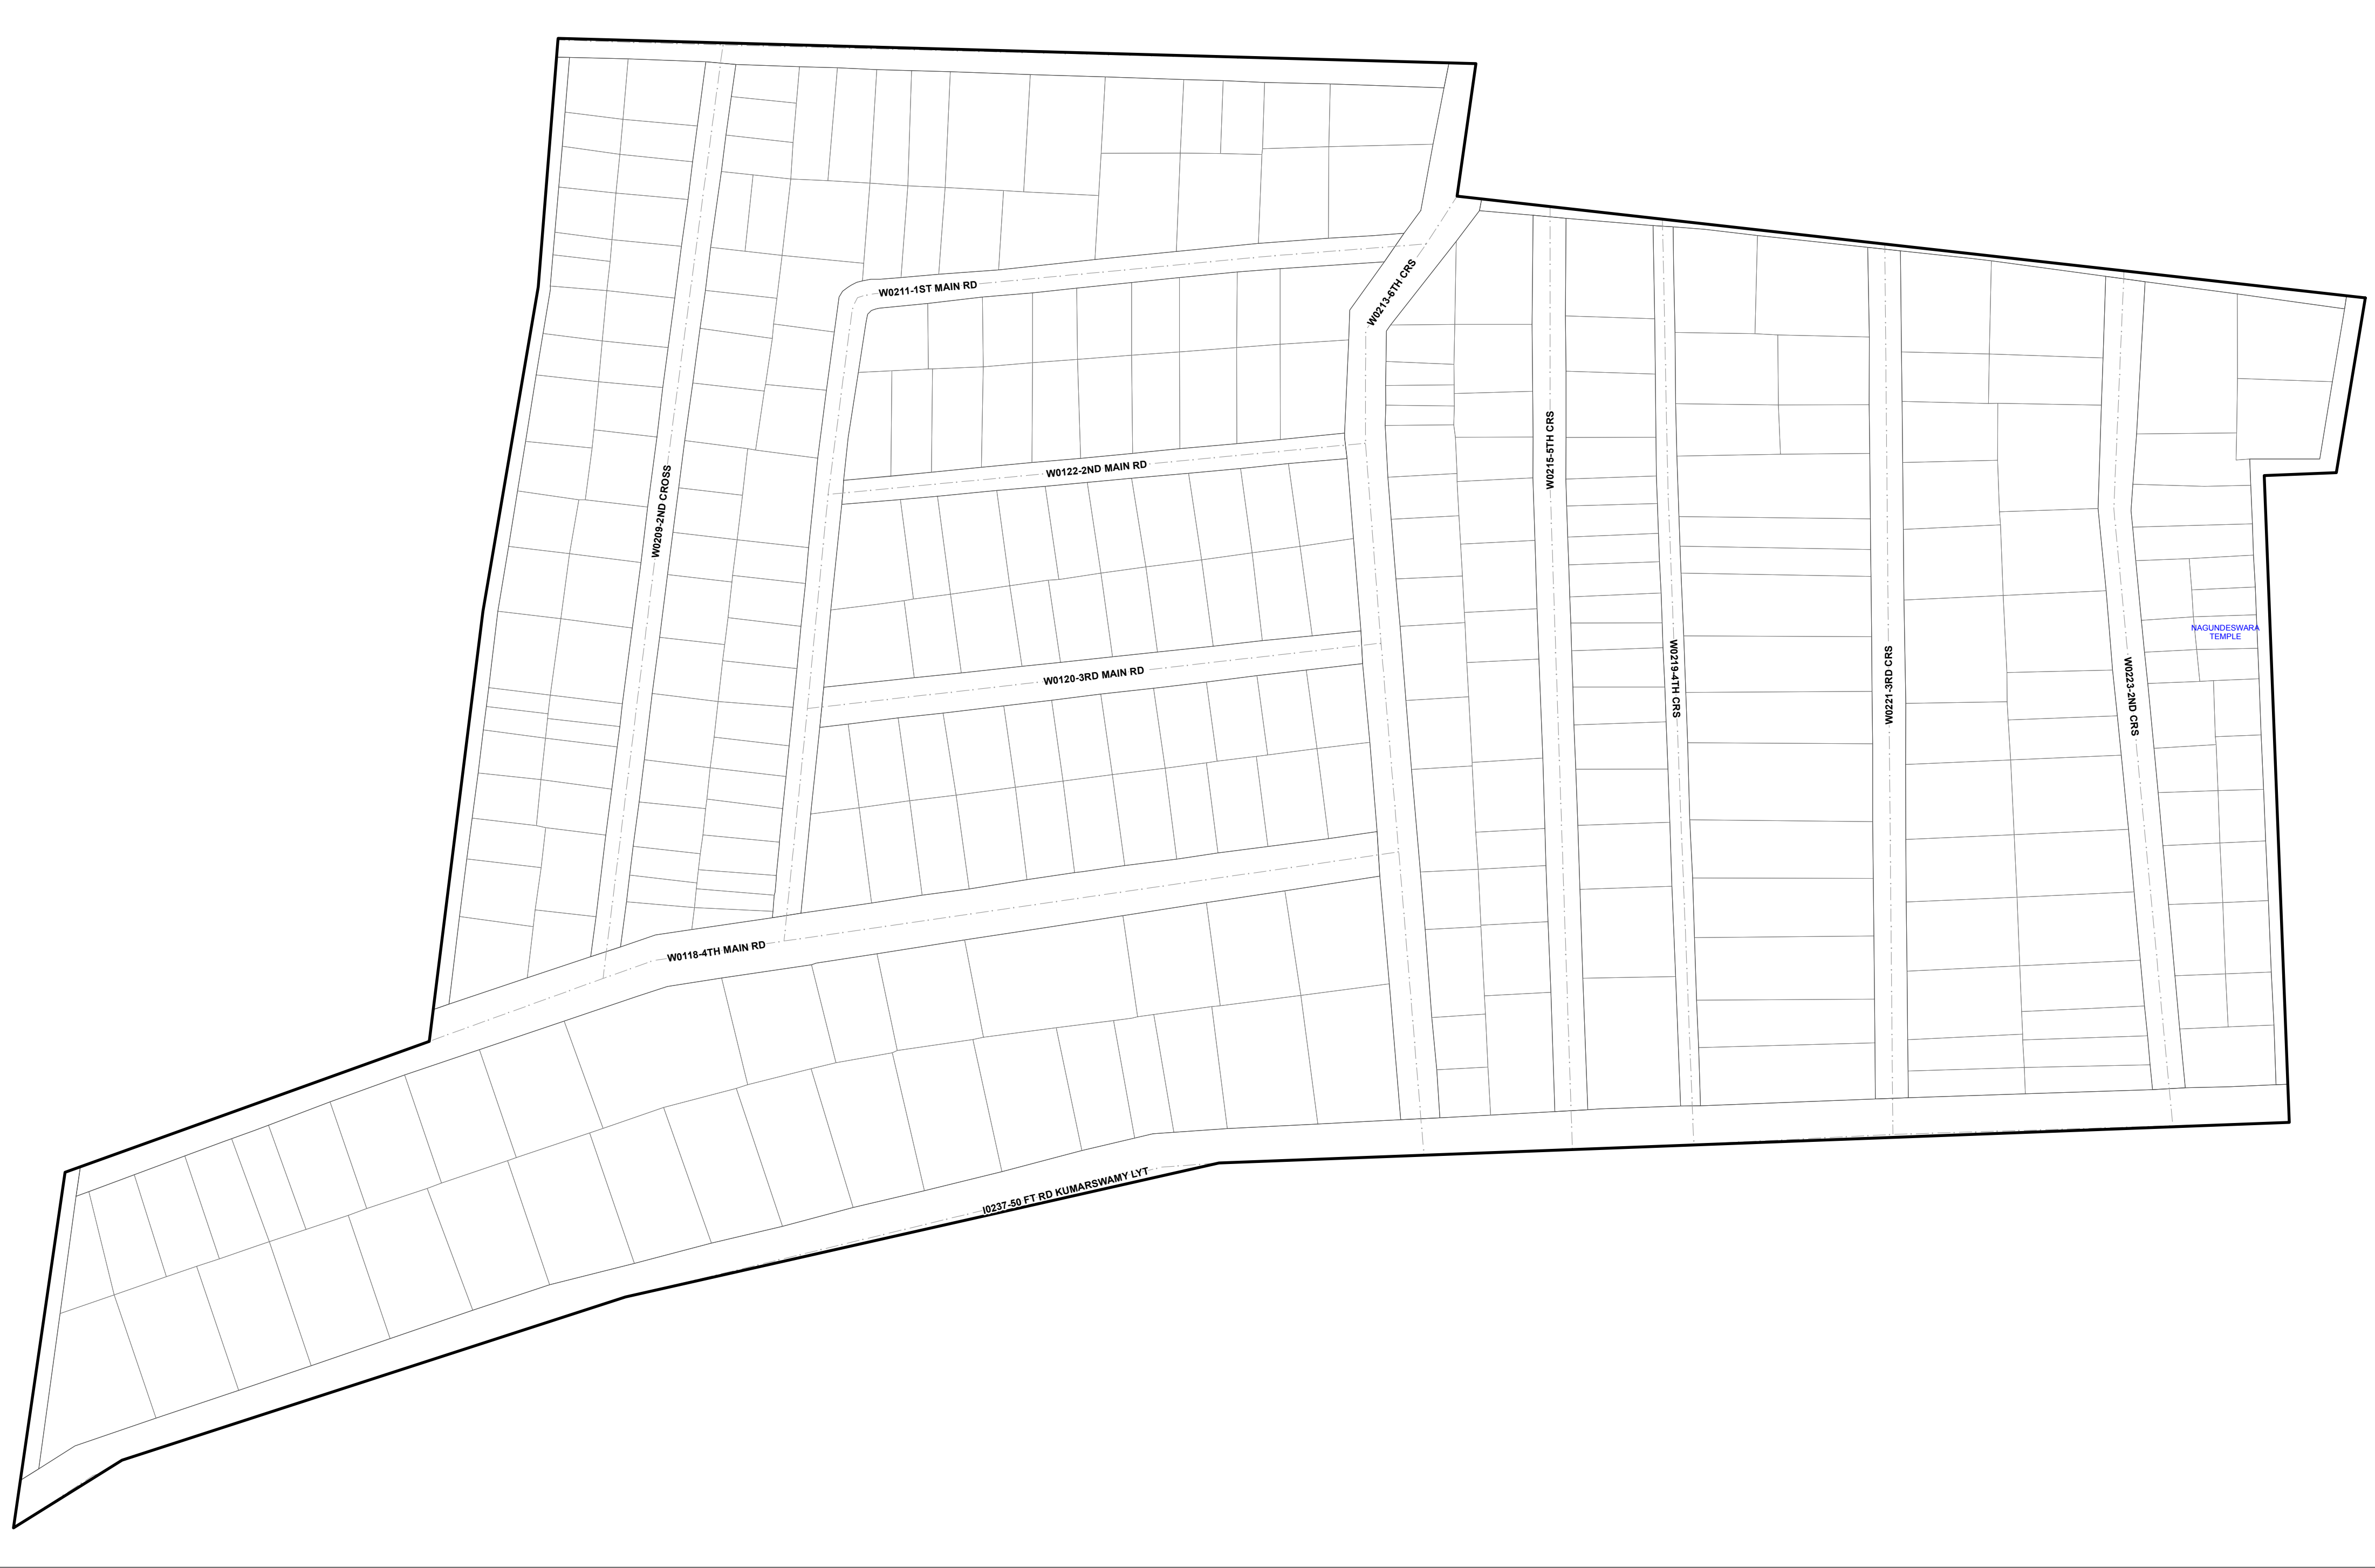 W0211-1ST MAIN RD
W0213-6TH CRS
W0122-2ND MAIN RD
W0215-5TH CRS
W0209-2ND CROSS
NAGUNDESWARA
TEMPLE
W0120-3RD MAIN RD
W0219-4TH CRS
W0221-3RD CRS
W0223-2ND CRS
W0118-4TH MAIN RD
I0237-50 FT RD KUMARSWAMY LYT